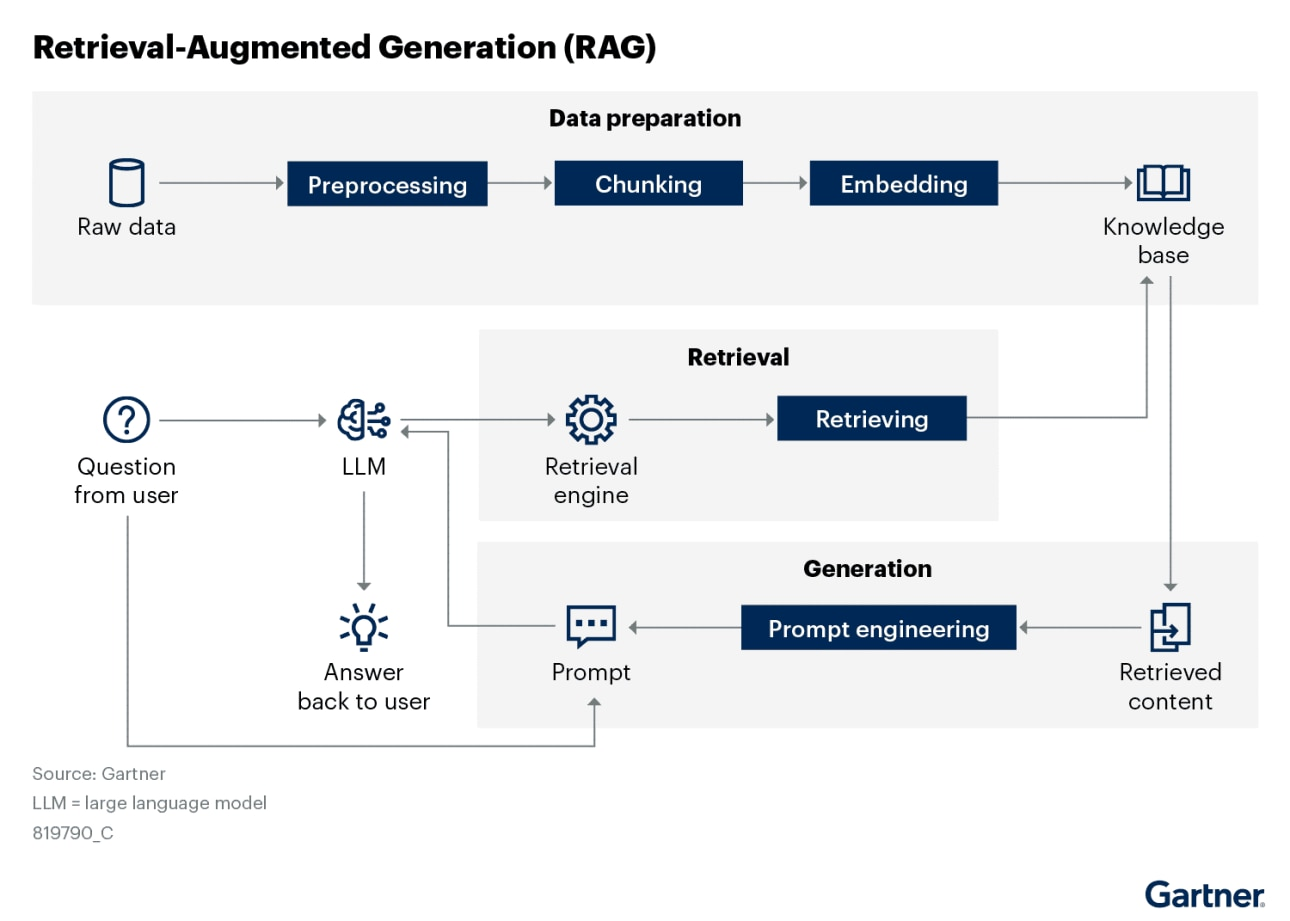 Retrieval-Augmented Generation (RAG)
Data preparation
Raw data
Preprocessing
Chunking
Embedding
Knowledge
base
Retrieval
Question
from user
LLM
Retrieval
engine
Retrieving
Generation
Answer
back to user
Prompt
Prompt engineering
Retrieved
content
Source: Gartner
LLM = large language model
819790_C
Gartner